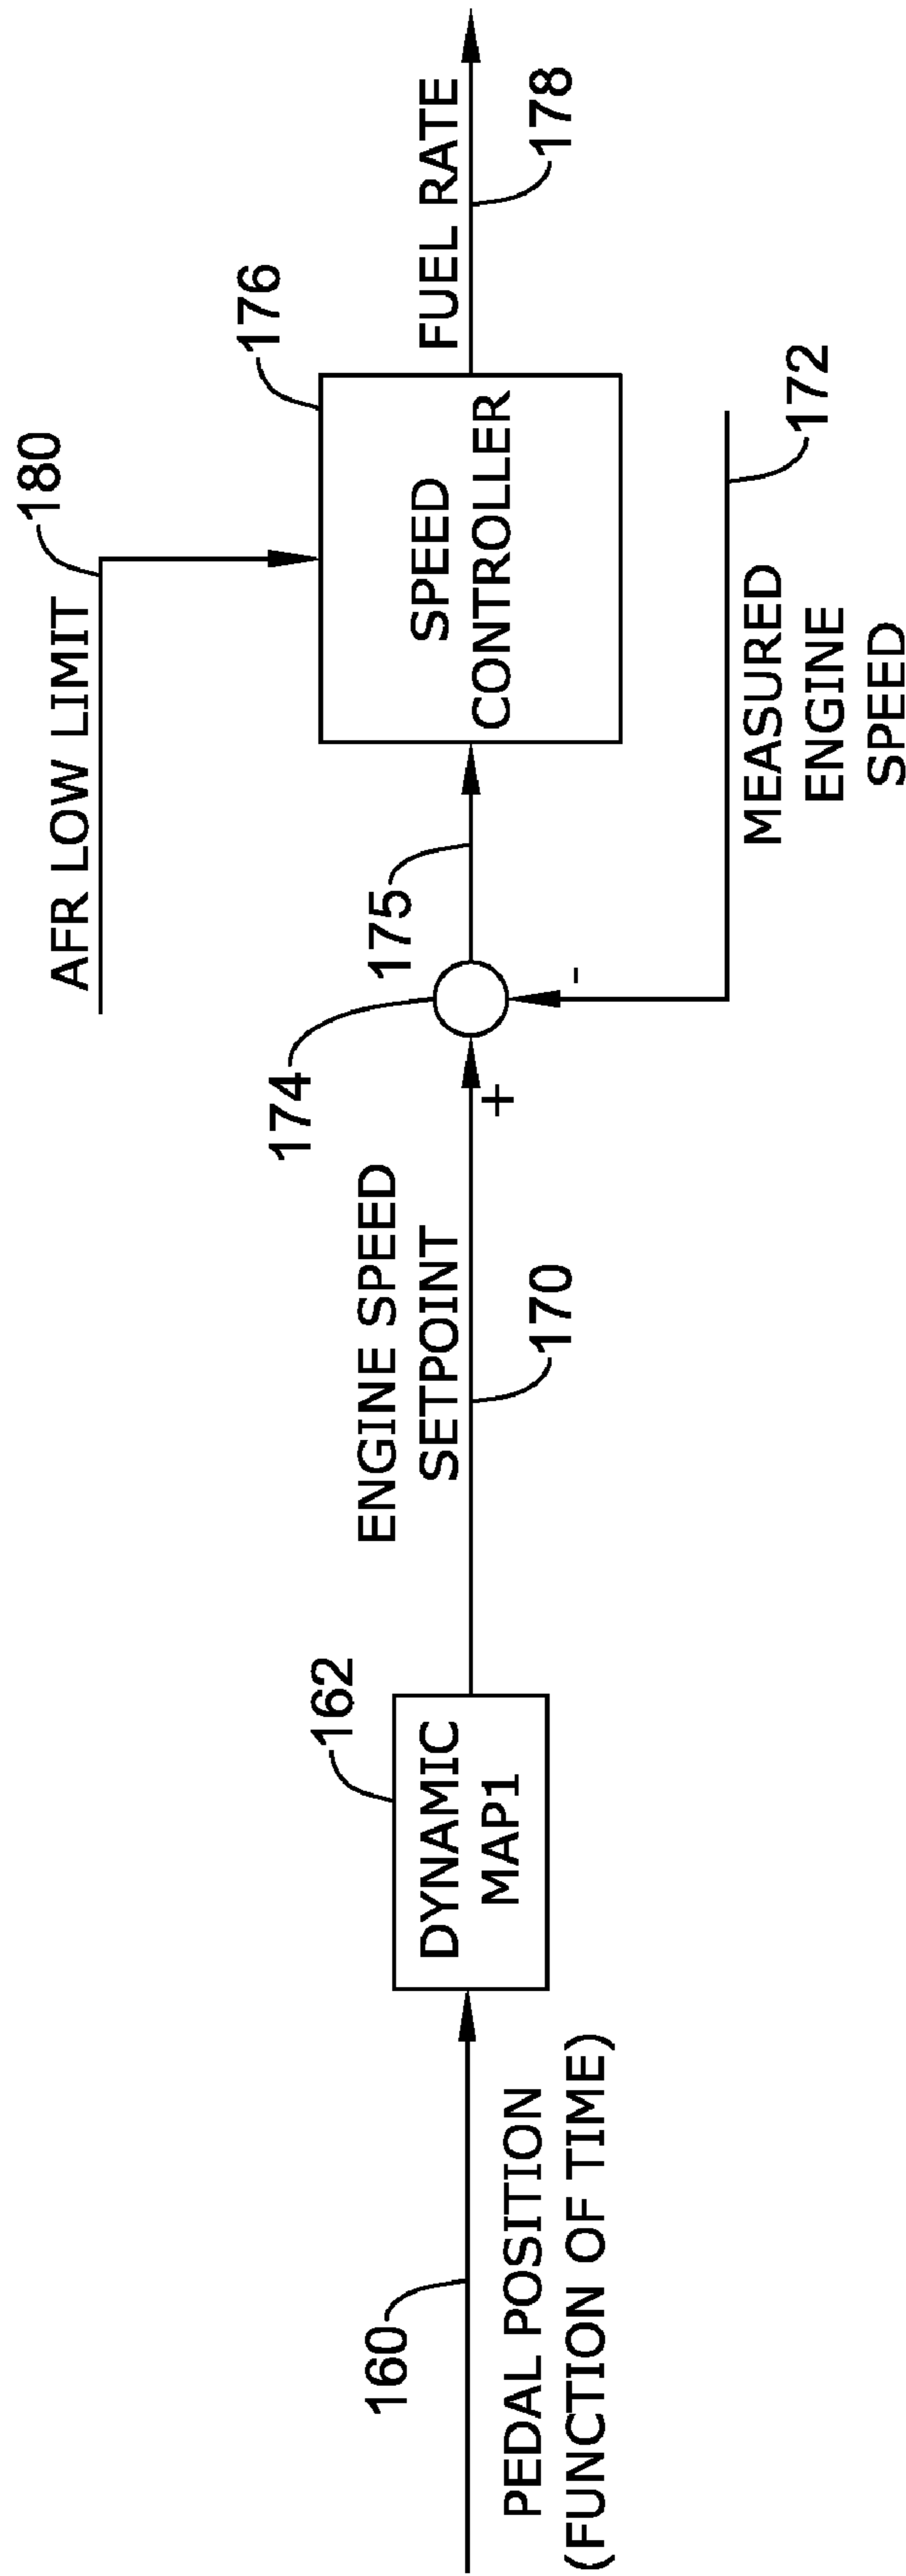 160
PEDAL POSITION
(FUNCTION OF TIME)
162
DYNAMIC
MAP1
ENGINE SPEED
SETPOINT
170
+
174
-
175
AFR LOW LIMIT
180
176
SPEED
CONTROLLER
MEASURED
ENGINE
SPEED
172
FUEL RATE
178